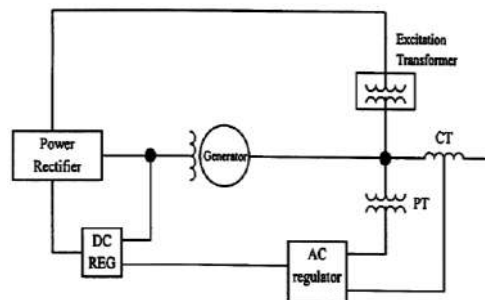 Excitation
Transformer
CT
Power
Rectifier
Generator
PT
DC
REG
AC
regulator